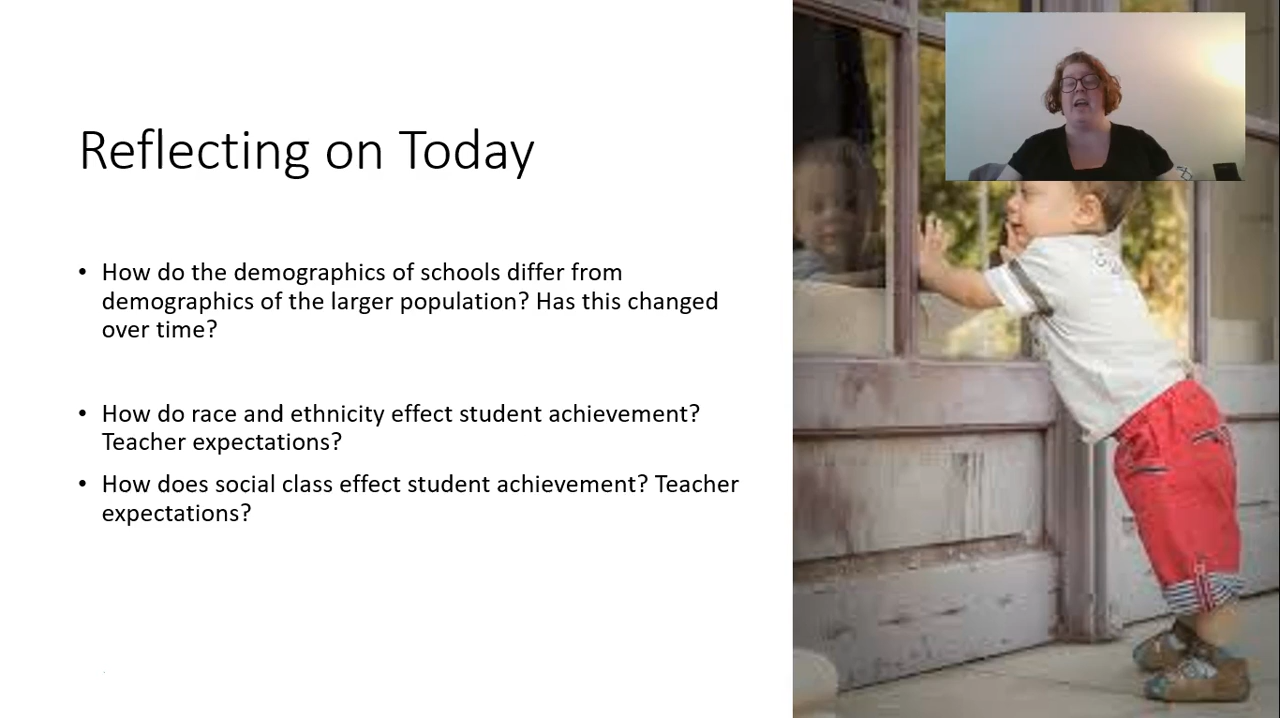 Reflecting on Today
• How do the demographics of schools differ from
demographics of the larger population? Has this changed
over time?
• How do race and ethnicity effect student achievement?
Teacher expectations?
• How does social class effect student achievement? Teacher
expectations?